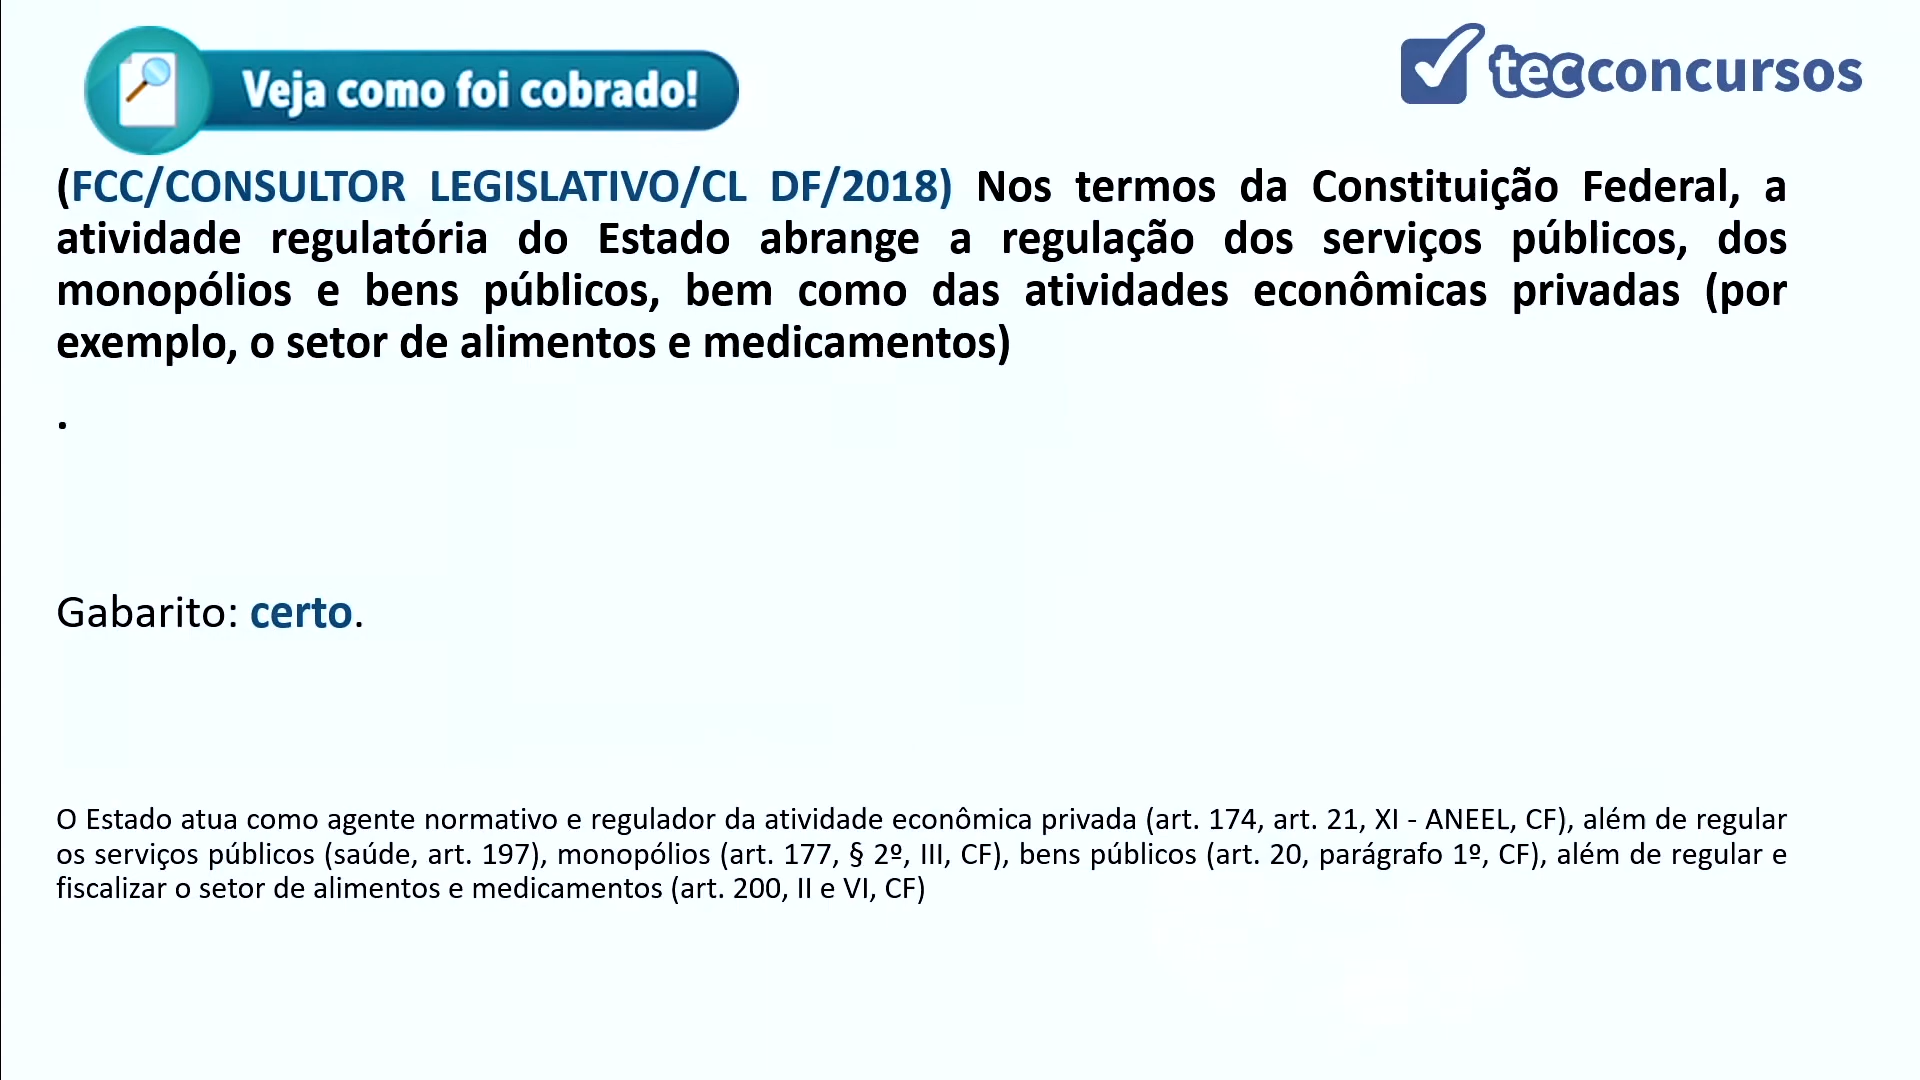 Veja como foi cobrado!
tecconcursos
(FCC/CONSULTOR LEGISLATIVO/CL DF/2018) Nos termos da Constituição Federal, a
atividade regulatória do Estado abrange a regulação dos serviços públicos, dos
monopólios e bens públicos, bem como das atividades econômicas privadas (por
exemplo, o setor de alimentos e medicamentos)
.
Gabarito: certo.
O Estado atua como agente normativo e regulador da atividade econômica privada (art. 174, art. 21, XI - ANEEL, CF), além de regular
os serviços públicos (saúde, art. 197), monopólios (art. 177, § 2º, III, CF), bens públicos (art. 20, parágrafo 1º, CF), além de regular e
fiscalizar o setor de alimentos e medicamentos (art. 200, II e VI, CF)